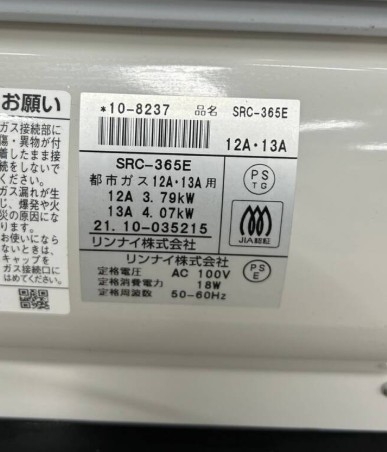 お願い
ガス接続部に
傷・異物が付
着したまま接
続をしないで
ください。
ガス漏れが生
じ、爆発や火
災の原因にな
ります。
お使いになら
ないときは、
キャップを
ガス接続口に
はめてください。
*10-8237 品名 SRC-365E
12A・13A
SRC-365E
都市ガス12A・13A用
12A 3.79kW
13A 4.07kW
21.10-035215
リンナイ株式会社
PS
TG
JIA認証
リンナイ株式会社
定格電圧 AC 100V
定格消費電力 18W
定格周波数 50-60Hz
PS
E